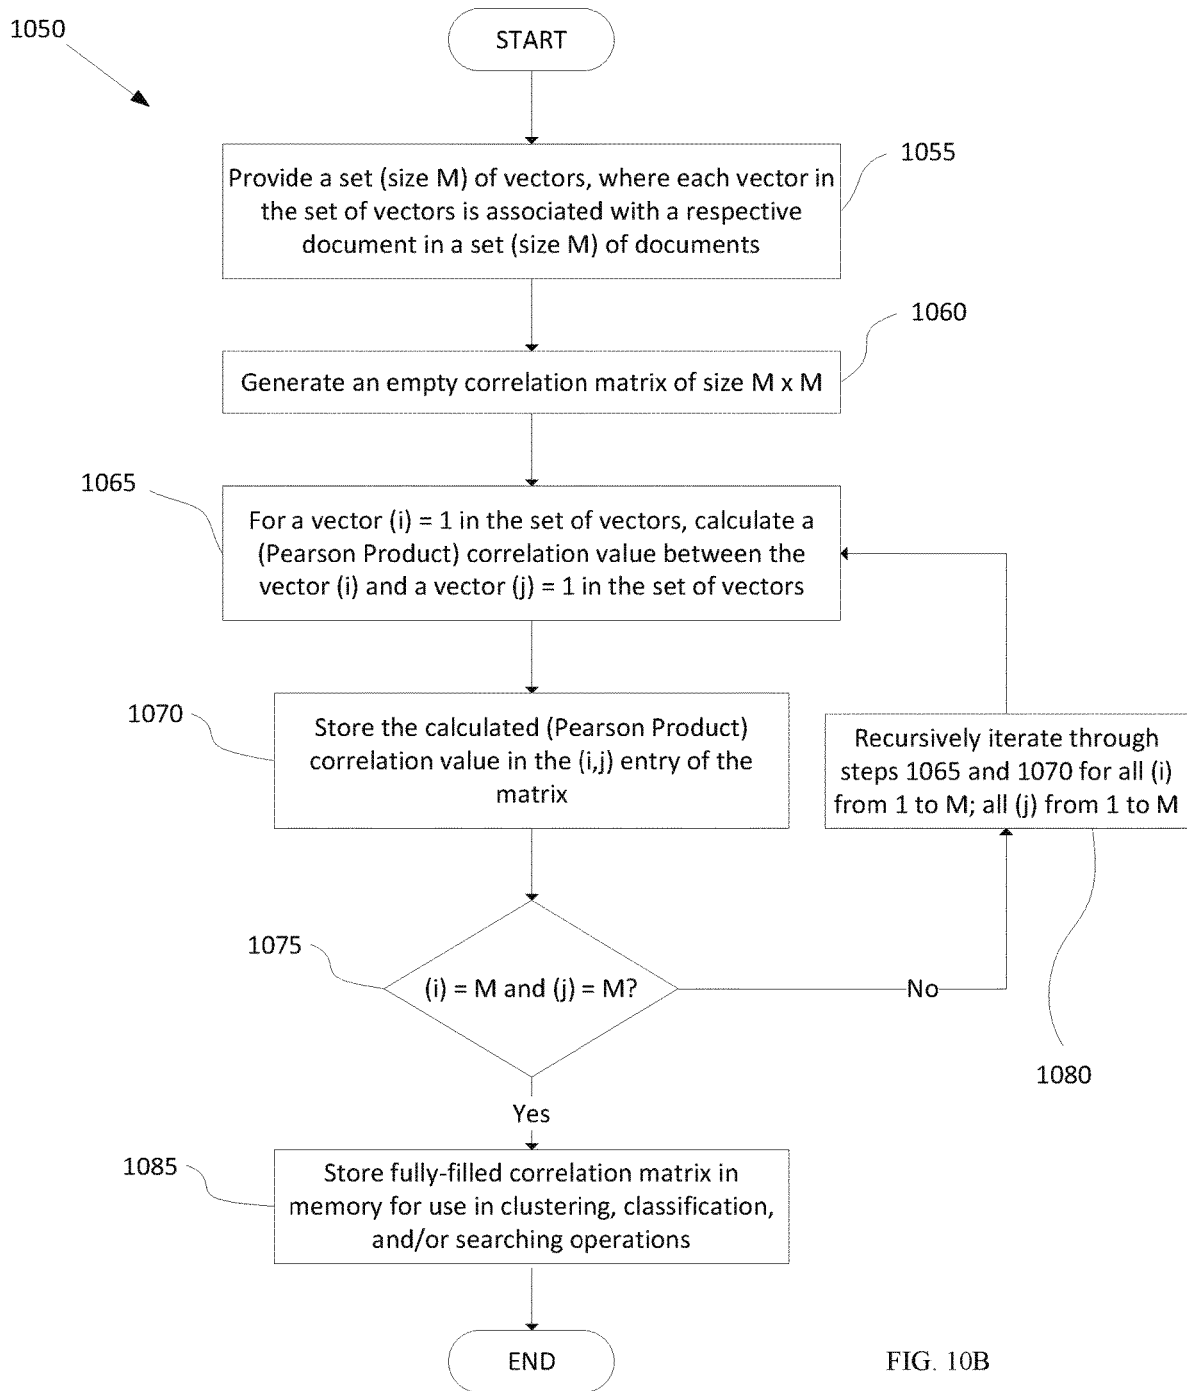 1050
START
1055
Provide a set (size M) of vectors, where each vector in
the set of vectors is associated with a respective
document in a set (size M) of documents
1060
Generate an empty correlation matrix of size M x M
1065
For a vector (i) = 1 in the set of vectors, calculate a
(Pearson Product) correlation value between the
vector (i) and a vector (j) = 1 in the set of vectors
1070
Store the calculated (Pearson Product)
correlation value in the (i,j) entry of the
matrix
Recursively iterate through
steps 1065 and 1070 for all (i)
from 1 to M; all (j) from 1 to M
1075
(i) = M and (j) = M?
No
1080
Yes
1085
Store fully-filled correlation matrix in
memory for use in clustering, classification,
and/or searching operations
END
FIG. 10B